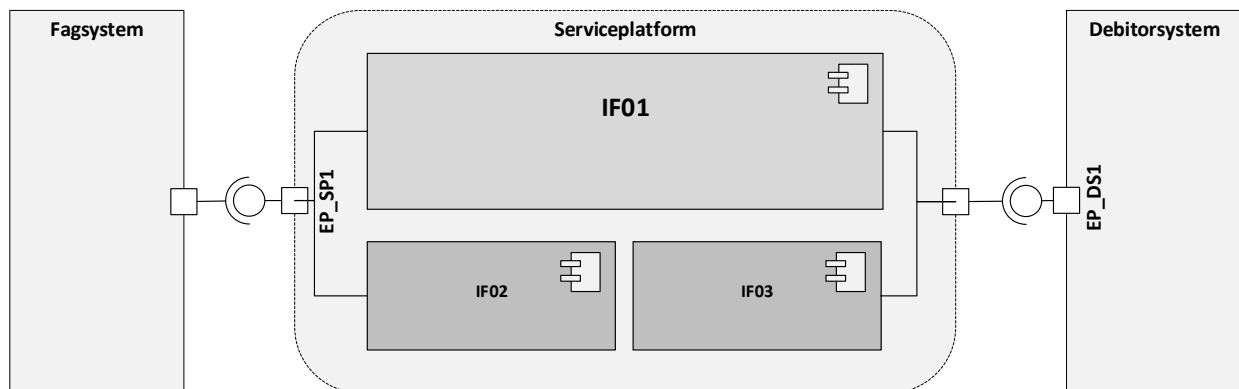 Fagsystem
Serviceplatform
Debitorsystem
IF01
EP_SP1
EP_DS1
IF02
IF03